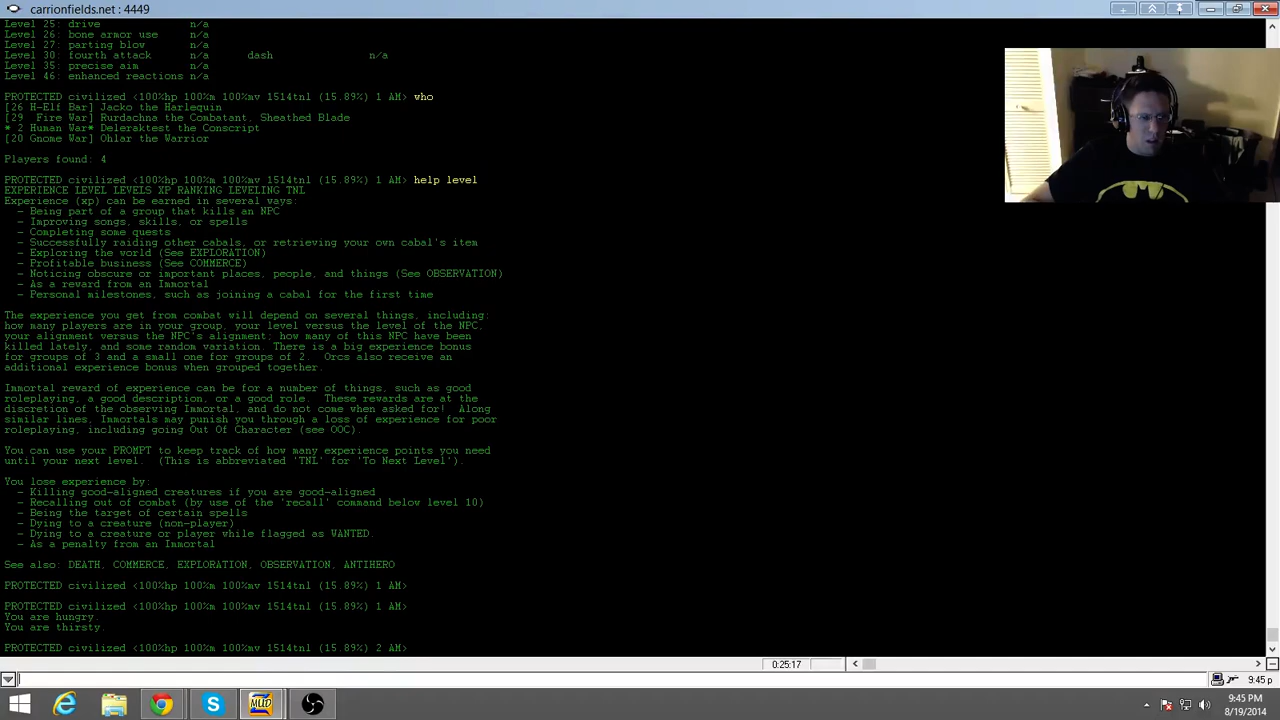 carrionfields.net : 4449
Level 25: drive n/a
Level 26: bone armor use n/a
Level 27: parting blow n/a
Level 30: fourth attack n/a dash n/a
Level 35: precise aim n/a
Level 46: enhanced reactions n/a
PROTECTED civilized <100%hp 100%m 100%mv 1514tnl (15.89%) 1 AM> who
[26 H-Elf Bar] Jacko the Harlequin
[29 Fire War] Rurdachna the Combatant,
* 2 Human War* Delerakttest the Conscript
[20 Gnome War] Ohlar the Warrior
Players found: 4
PROTECTED civilized <100%hp 100%m 100%mv 1514tnl (15.89%) 1 AM> help level
EXPERIENCE LEVEL LEVELS XP RANKING LEVELING TNL
Experience (xp) can be earned in several ways:
- Being part of a group that kills an NPC
- Improving songs, skills, or spells
- Completing some quests
- Successfully raiding other cabals, or retrieving your own cabal's item
- Exploring the world (See EXPLORATION)
- Profitable business (See COMMERCE)
- Noticing obscure or important places, people, and things (See OBSERVATION)
- As a reward from an Immortal
- Personal milestones, such as joining a cabal for the first time
The experience you get from combat will depend on several things, including:
how many players are in your group, your level versus the level of the NPC,
your alignment versus the NPC's alignment; how many of this NPC have been
killed lately, and some random variation. There is a big experience bonus
for groups of 3 and a small one for groups of 2. Orcs also receive an
additional experience bonus when grouped together.
Immortal reward of experience can be for a number of things, such as good
roleplaying, a good description, or a good role. These rewards are at the
discretion of the observing Immortal, and do not come when asked for! Along
similar lines, Immortals may punish you through a loss of experience for poor
roleplaying, including going Out Of Character (see OOC).
You can use your PROMPT to keep track of how many experience points you need
until your next level. (This is abbreviated 'TNL' for 'To Next Level').
You lose experience by:
- Killing good-aligned creatures if you are good-aligned
- Recalling out of combat (by use of the 'recall' command below level 10)
- Being the target of certain spells
- Dying to a creature (non-player)
- Dying to a creature or player while flagged as WANTED.
- As a penalty from an Immortal
See also: DEATH, COMMERCE, EXPLORATION, OBSERVATION, ANTIHERO
PROTECTED civilized <100%hp 100%m 100%mv 1514tnl (15.89%) 1 AM>
PROTECTED civilized <100%hp 100%m 100%mv 1514tnl (15.89%) 1 AM>
You are hungry.
You are thirsty.
PROTECTED civilized <100%hp 100%m 100%mv 1514tnl (15.89%) 2 AM>
0:25:17
9:45 p
MUD
9:45 PM
8/19/2014